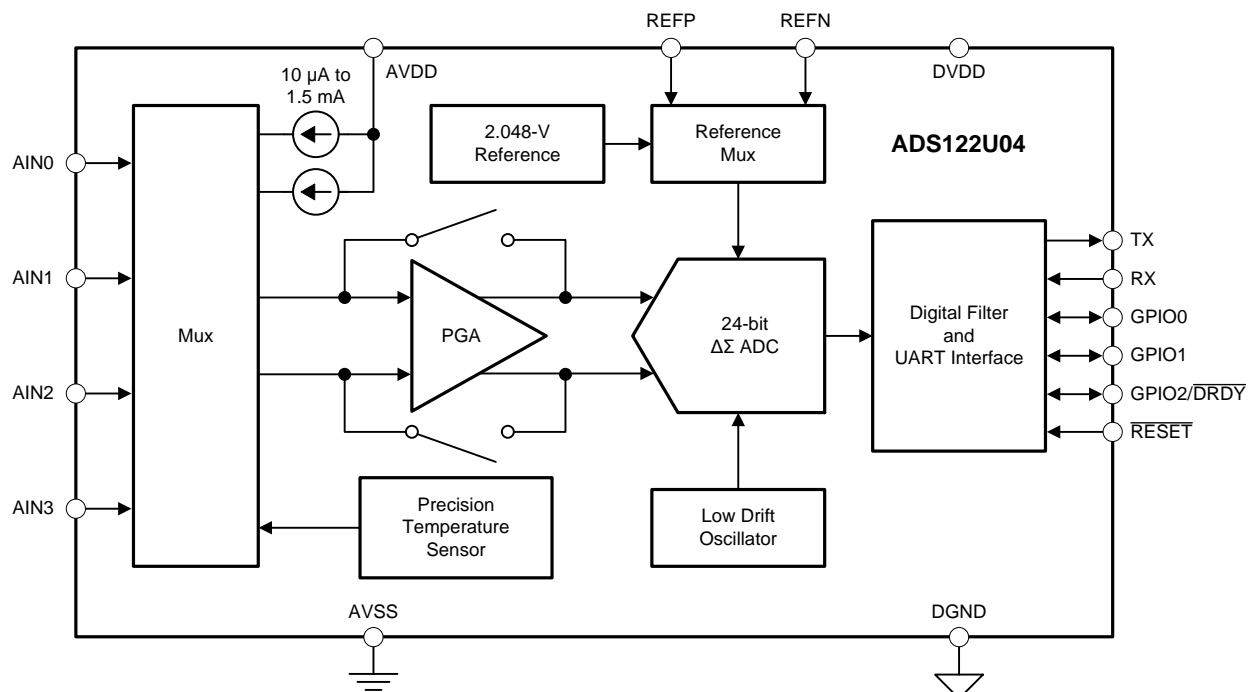 REFP
REFN
AVDD
DVDD
10 µA to
1.5 mA
2.048-V
Reference
Reference
Mux
ADS122U04
AIN0
AIN1
AIN2
AIN3
Mux
PGA
24-bit
ΔΣ ADC
Digital Filter
and
UART Interface
TX
RX
GPIO0
GPIO1
GPIO2/D̅R̅D̅Y̅
R̅E̅S̅E̅T̅
Precision
Temperature
Sensor
Low Drift
Oscillator
AVSS
DGND